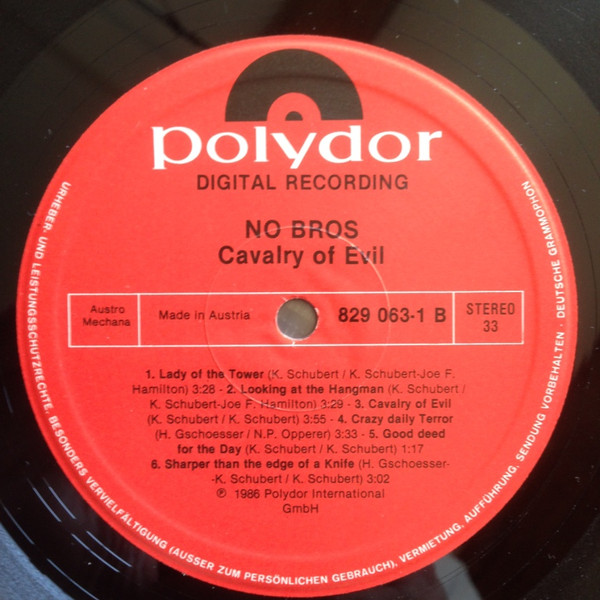 polydor
DIGITAL RECORDING
NO BROS
Cavalry of Evil
Austro
Mechana
Made in Austria
829 063-1 B
STEREO
33
1. Lady of the Tower (K. Schubert / K. Schubert-Joe F.
Hamilton) 3:28 - 2. Looking at the Hangman (K. Schubert /
K. Schubert-Joe F. Hamilton) 3:29 - 3. Cavalry of Evil
(K. Schubert / K. Schubert) 3:55 - 4. Crazy daily Terror
(H. Gschoesser / N.P. Opperer) 3:33 - 5. Good deed
for the Day (K. Schubert / K. Schubert) 1:17
6. Sharper than the edge of a Knife (H. Gschoesser-
-K. Schubert / K. Schubert) 3:02
℗ 1986 Polydor International
GmbH
URHEBER- UND LEISTUNGSSCHUTZRECHTE, BESONDERS VERVIELFÄLTIGUNG (AUSSER ZUM PERSÖNLICHEN GEBRAUCH), VERMIETUNG, AUFFÜHRUNG, SENDUNG VORBEHALTEN · DEUTSCHE GRAMMOPHON